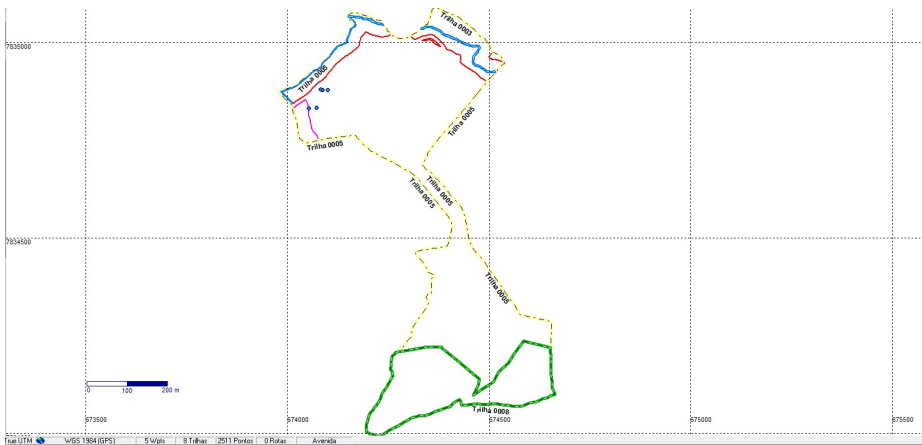 Trilha 0003
7835000
Trilha 0005
Trilha 0005
Trilha 0005
Trilha 0005
Trilha 0005
7834500
Trilha 0005
0 100 200 m
Trilha 0008
673500 674000 674500 675000 675500
True UTM WGS 1984 (GPS) 5 Wpts 8 Trilhas 2511 Pontos 0 Rotas Avenida